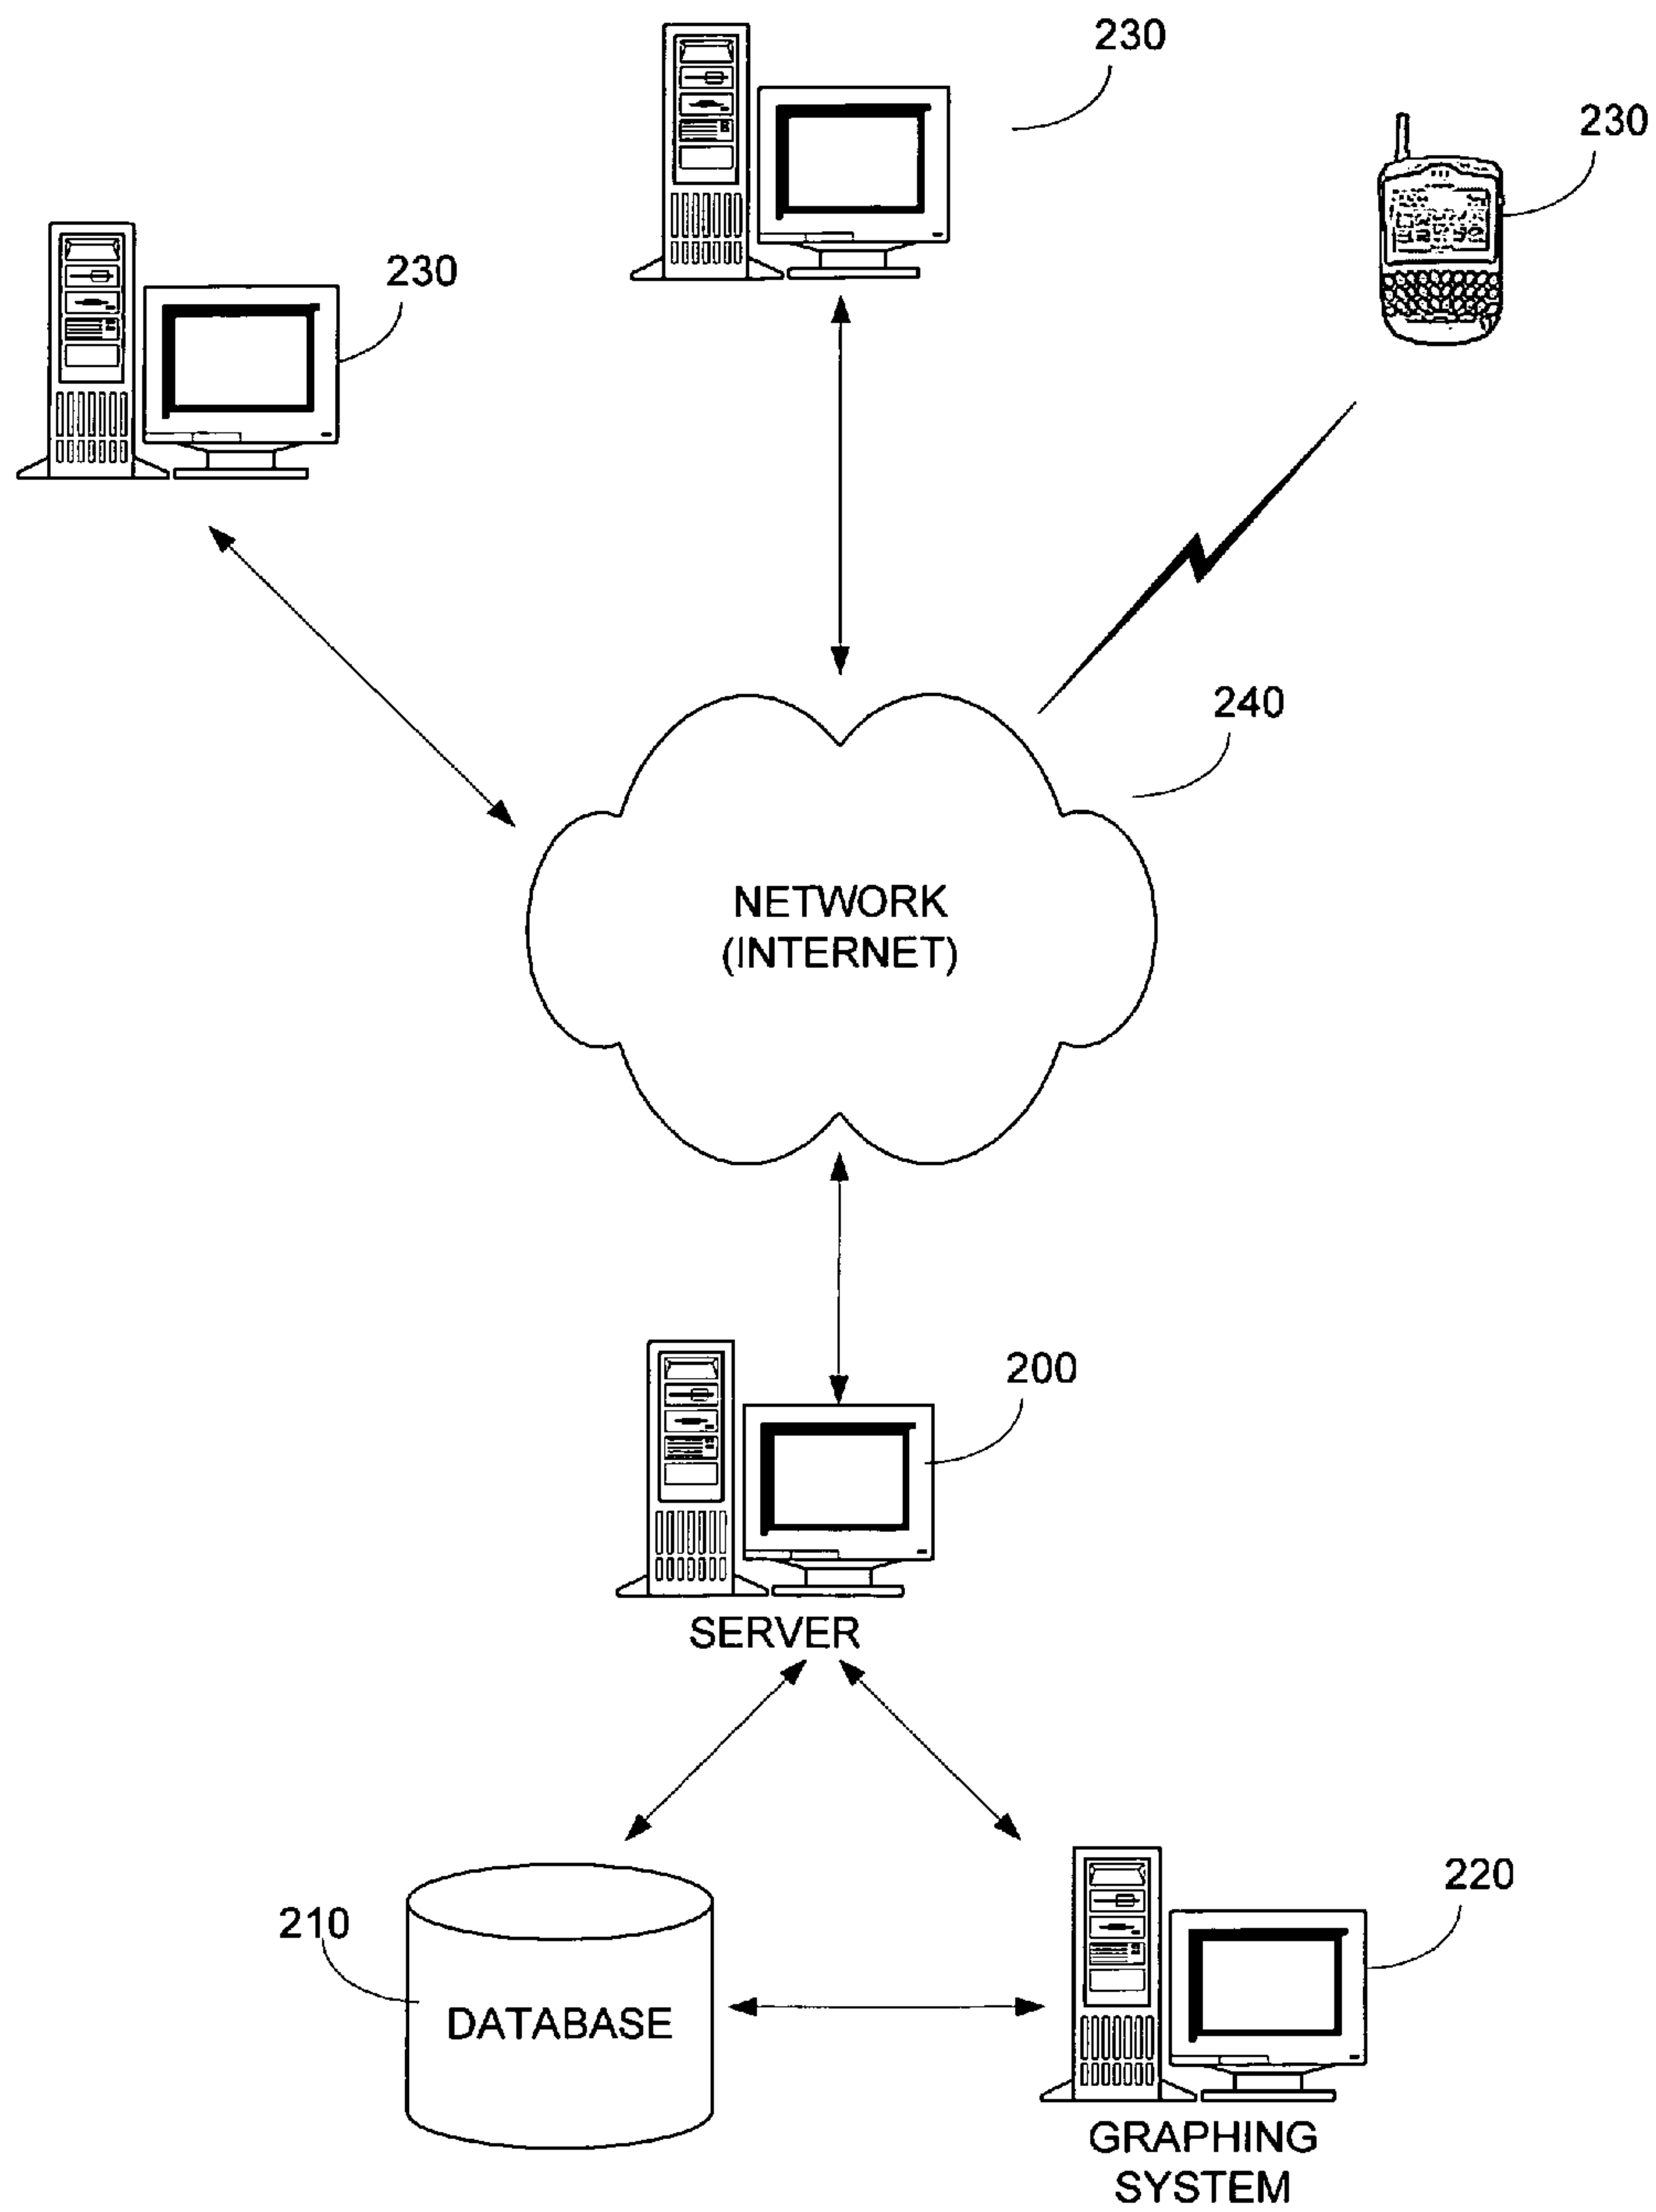 230
230
230
240
NETWORK
(INTERNET)
200
SERVER
220
210
DATABASE
GRAPHING
SYSTEM